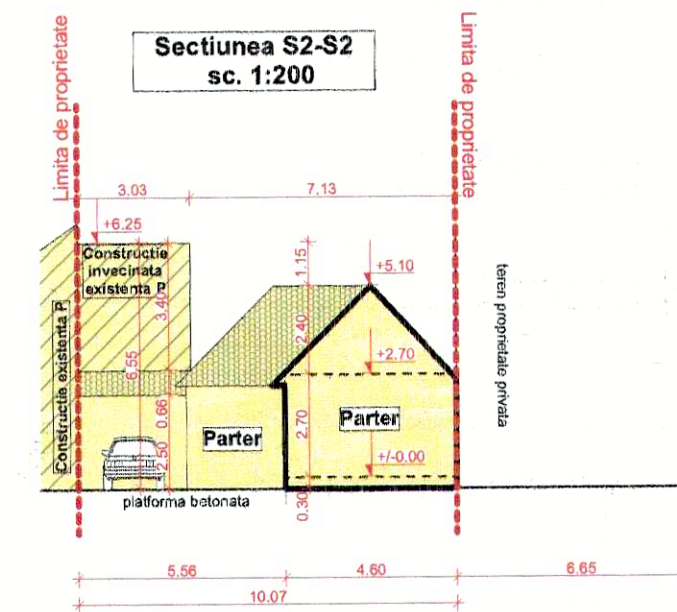 Sectiunea S2-S2
sc. 1:200
Limita de proprietate
Limita de proprietate
3.03
7.13
+6.25
Constructie
invecinata
existenta P
1.15
+5.10
3.40
2.40
6.55
+2.70
teren proprietate privata
Constructie existenta P
0.66
Parter
Parter
2.70
2.50
+/-0.00
platforma betonata
0.30
5.56
4.60
6.65
10.07